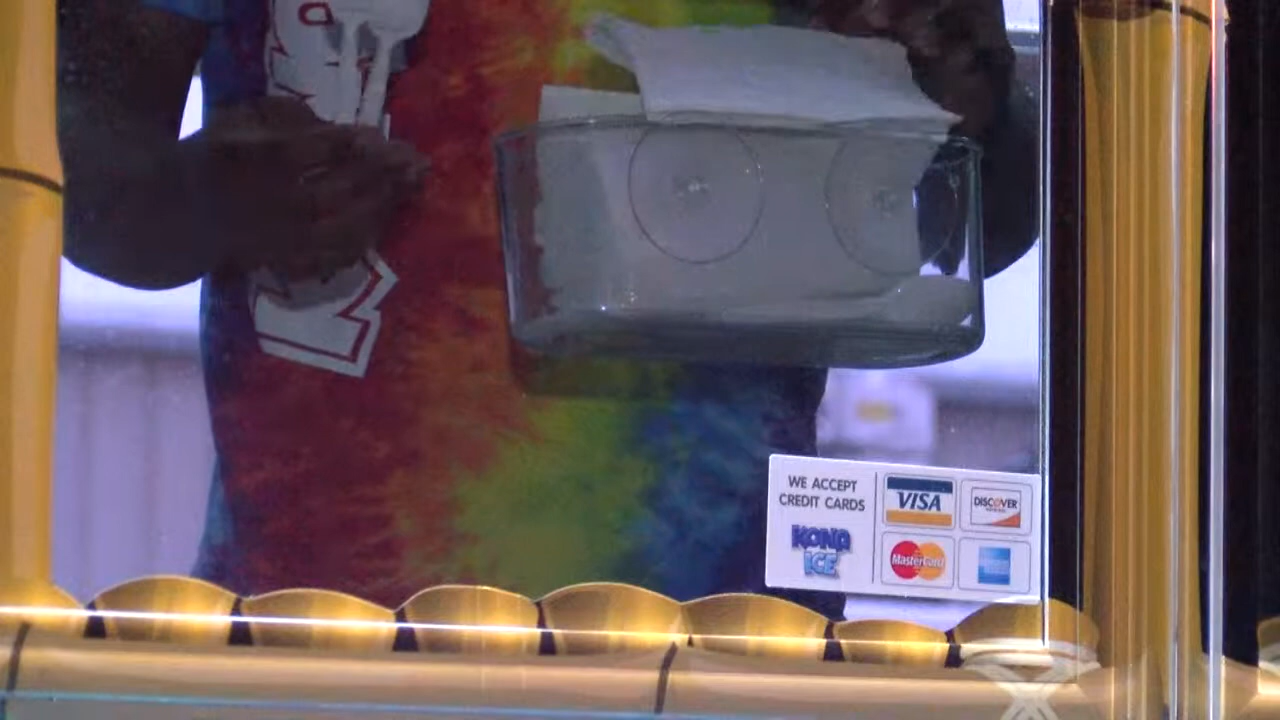 WE ACCEPT
CREDIT CARDS
KONA
ICE
VISA
DISCOVER
MasterCard